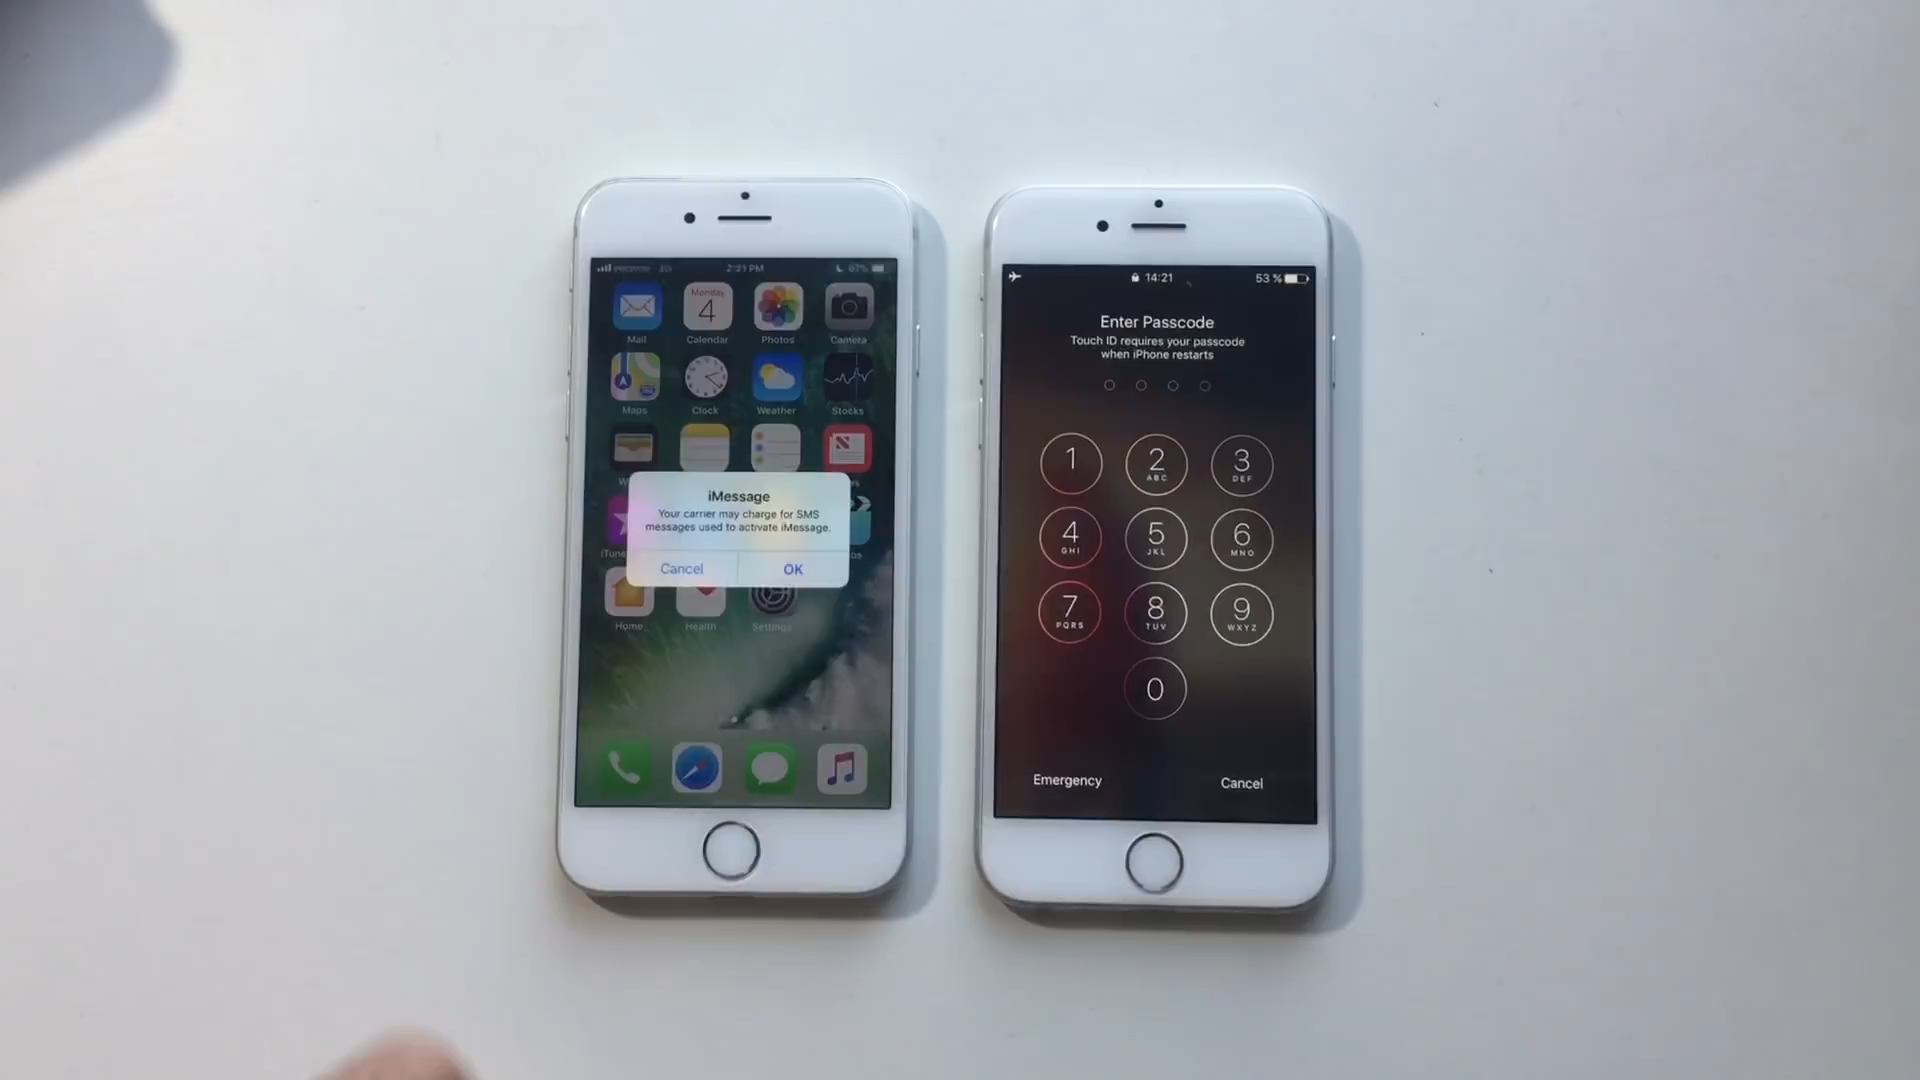 2:21 PM
67%
Monday
4
Mail
Calendar
Photos
Camera
Maps
Clock
Weather
Stocks
iMessage
Your carrier may charge for SMS
messages used to activate iMessage.
Cancel
OK
Home
Health
Settings
14:21
53 %
Enter Passcode
Touch ID requires your passcode
when iPhone restarts
1
2
ABC
3
DEF
4
GHI
5
JKL
6
MNO
7
PQRS
8
TUV
9
WXYZ
0
Emergency
Cancel